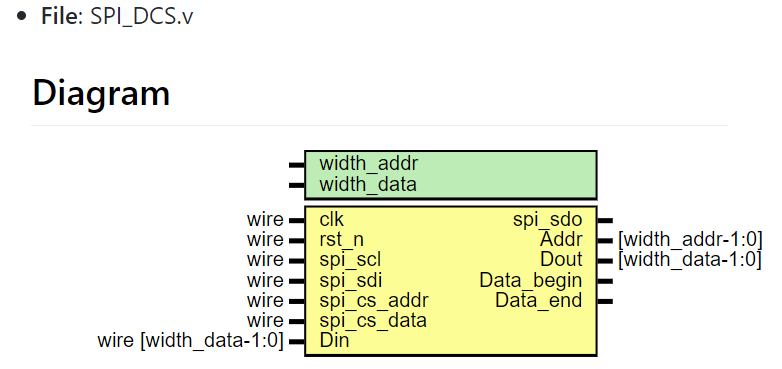 File: SPI_DCS.v
Diagram
width_addr
width_data
wire clk spi_sdo
wire rst_n Addr [width_addr-1:0]
wire spi_scl Dout [width_data-1:0]
wire spi_sdi Data_begin
wire spi_cs_addr Data_end
wire spi_cs_data
wire [width_data-1:0] Din